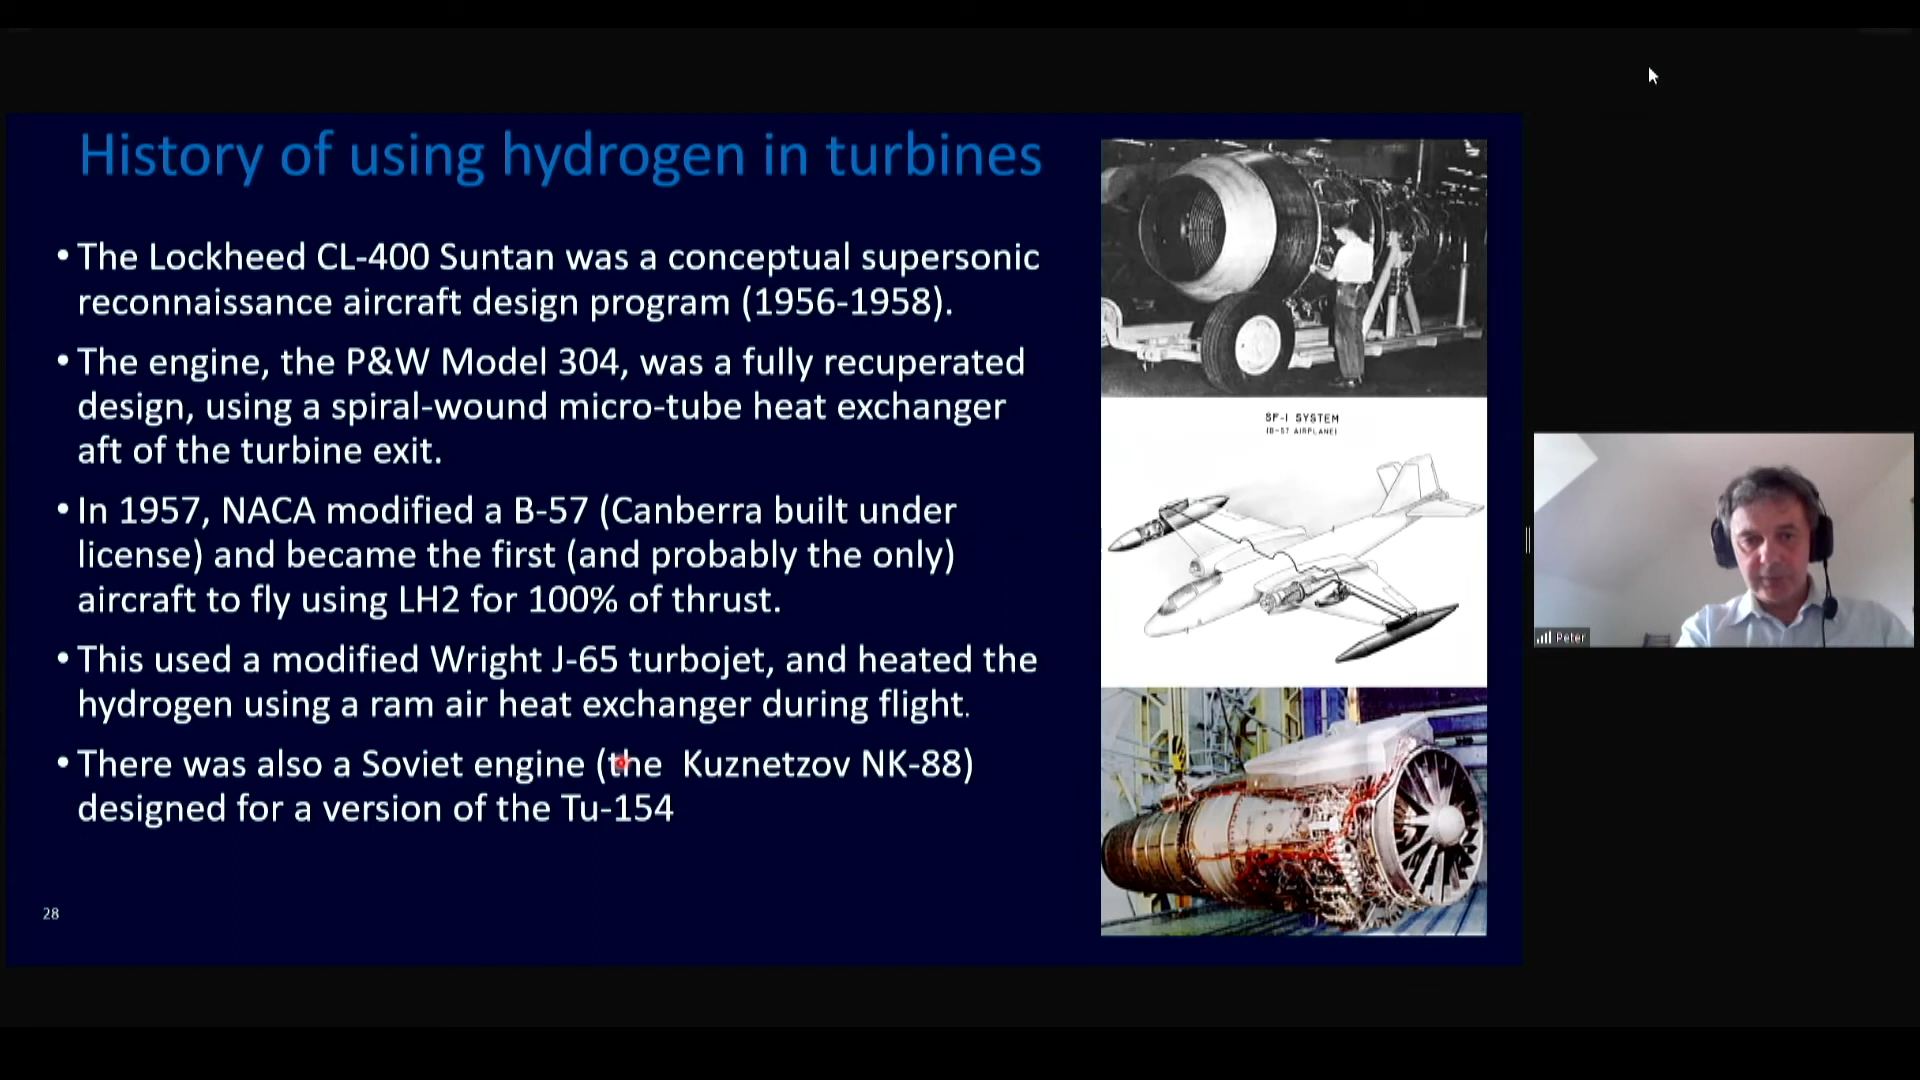 History of using hydrogen in turbines
• The Lockheed CL-400 Suntan was a conceptual supersonic
reconnaissance aircraft design program (1956-1958).
• The engine, the P&W Model 304, was a fully recuperated
design, using a spiral-wound micro-tube heat exchanger
aft of the turbine exit.
• In 1957, NACA modified a B-57 (Canberra built under
license) and became the first (and probably the only)
aircraft to fly using LH2 for 100% of thrust.
• This used a modified Wright J-65 turbojet, and heated the
hydrogen using a ram air heat exchanger during flight.
• There was also a Soviet engine (the  Kuznetzov NK-88)
designed for a version of the Tu-154
28
SF-1 SYSTEM
(B-57 AIRPLANE)
Peter